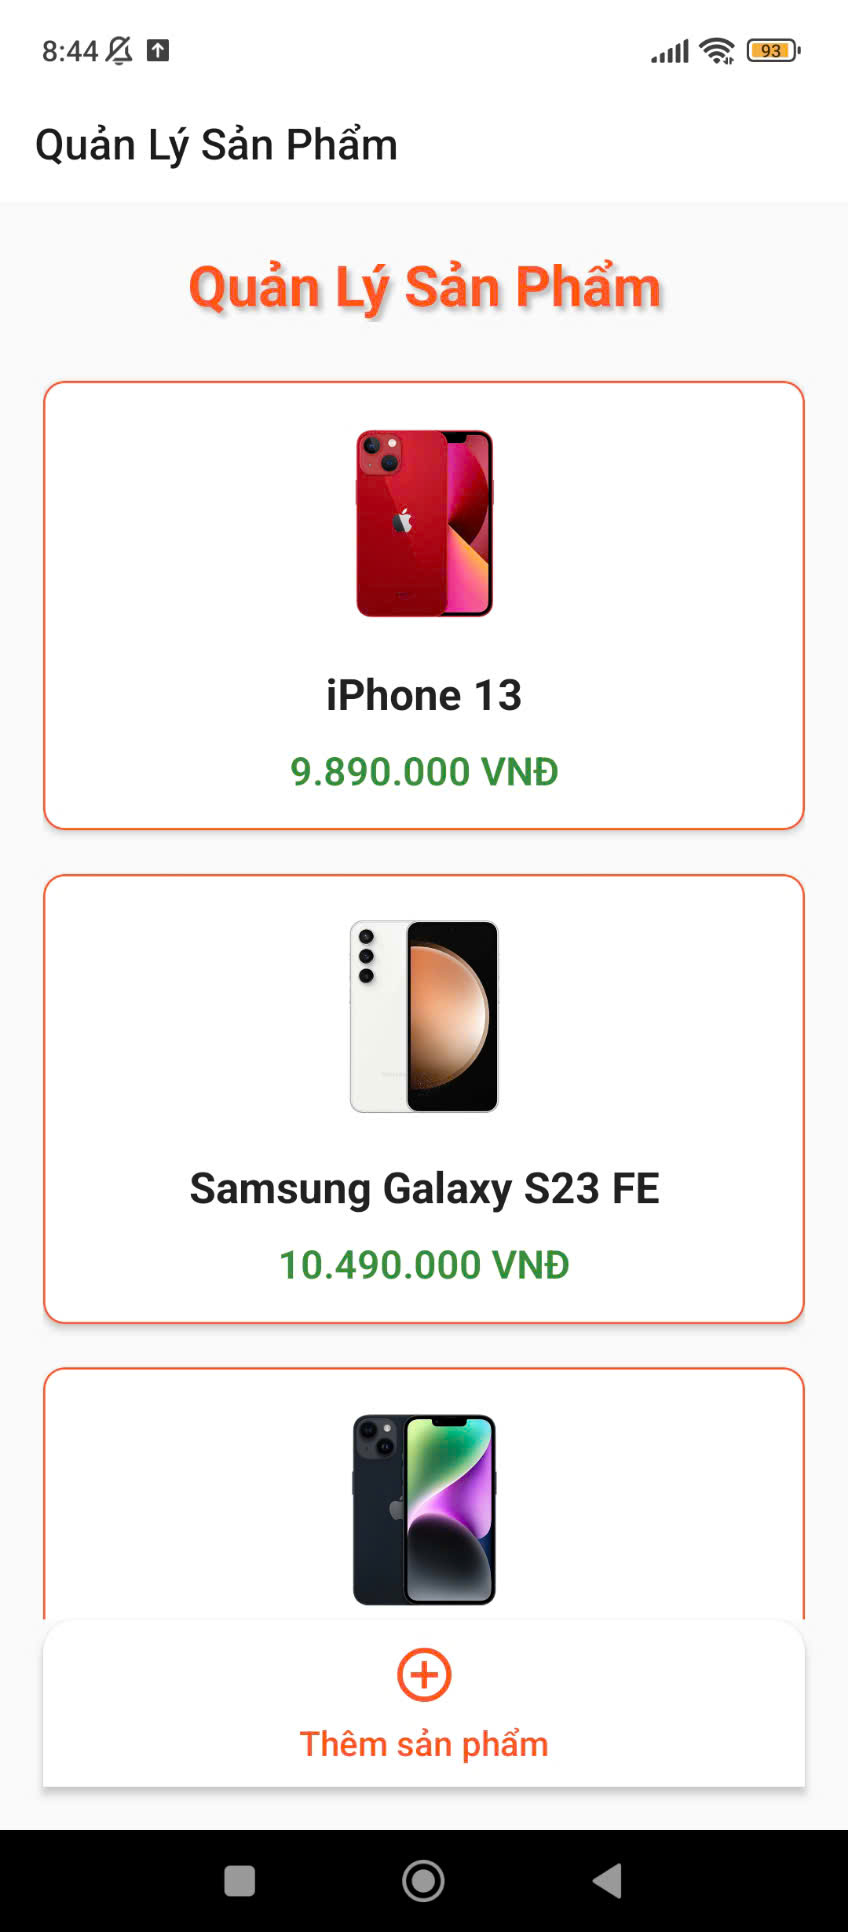 8:44
93
Quản Lý Sản Phẩm
Quản Lý Sản Phẩm
iPhone 13
9.890.000 VNĐ
Samsung Galaxy S23 FE
10.490.000 VNĐ
Thêm sản phẩm